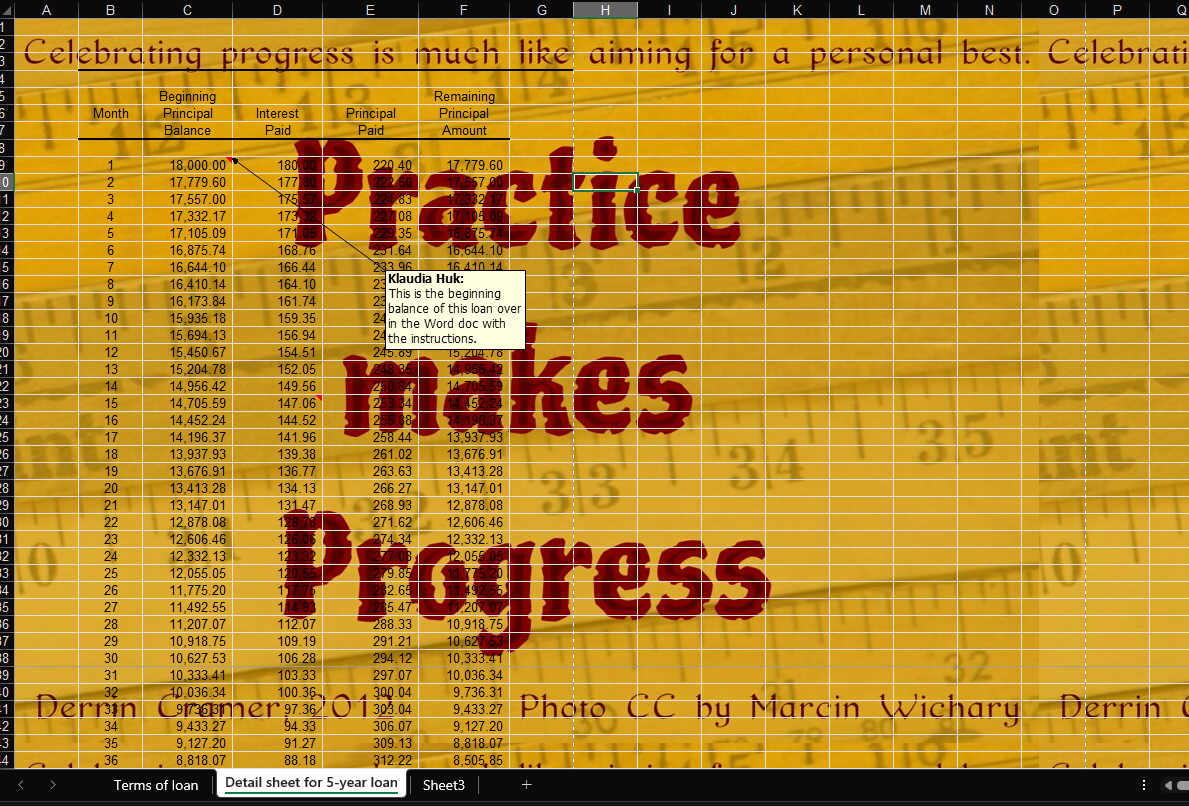 A B C D E F G H I J K L M N O P Q
Celebrating progress is much like aiming for a personal best. Celebrati
Beginning Remaining
Month Principal Interest Principal Principal
Balance Paid Paid Amount
Practice
1 18,000.00 180.00 220.40 17,779.60
2 17,779.60 177.80 222.60 17,557.00
3 17,557.00 175.57 224.83 17,332.17
4 17,332.17 173.32 227.08 17,105.09
5 17,105.09 171.05 229.35 16,875.74
6 16,875.74 168.76 231.64 16,644.10
7 16,644.10 166.44 233.96 16,410.14
8 16,410.14 164.10
9 16,173.84 161.74
10 15,935.18 159.35
11 15,694.13 156.94
Klaudia Huk:
This is the beginning
balance of this loan over
in the Word doc with
the instructions.
12 15,450.67 154.51 245.89 15,204.78
makes
13 15,204.78 152.05 248.35 14,956.42
14 14,956.42 149.56 250.84 14,705.59
15 14,705.59 147.06 253.34 14,452.24
16 14,452.24 144.52 255.88 14,196.37
17 14,196.37 141.96 258.44 13,937.93
18 13,937.93 139.38 261.02 13,676.91
19 13,676.91 136.77 263.63 13,413.28
20 13,413.28 134.13 266.27 13,147.01
21 13,147.01 131.47 268.93 12,878.08
Progress
22 12,878.08 128.78 271.62 12,606.46
23 12,606.46 126.06 274.34 12,332.13
24 12,332.13 123.32 277.08 12,055.05
25 12,055.05 120.55 279.85 11,775.20
26 11,775.20 117.75 282.65 11,492.55
27 11,492.55 114.93 285.47 11,207.07
28 11,207.07 112.07 288.33 10,918.75
29 10,918.75 109.19 291.21 10,627.53
30 10,627.53 106.28 294.12 10,333.41
31 10,333.41 103.33 297.07 10,036.34
32 10,036.34 100.36 300.04 9,736.31
33 9,736.31 97.36 303.04 9,433.27
Derrin Cramer, 2012 Photo CC by Marcin Wichary Derrin C
34 9,433.27 94.33 306.07 9,127.20
35 9,127.20 91.27 309.13 8,818.07
36 8,818.07 88.18 312.22 8,505.85
Terms of loan Detail sheet for 5-year loan Sheet3 +